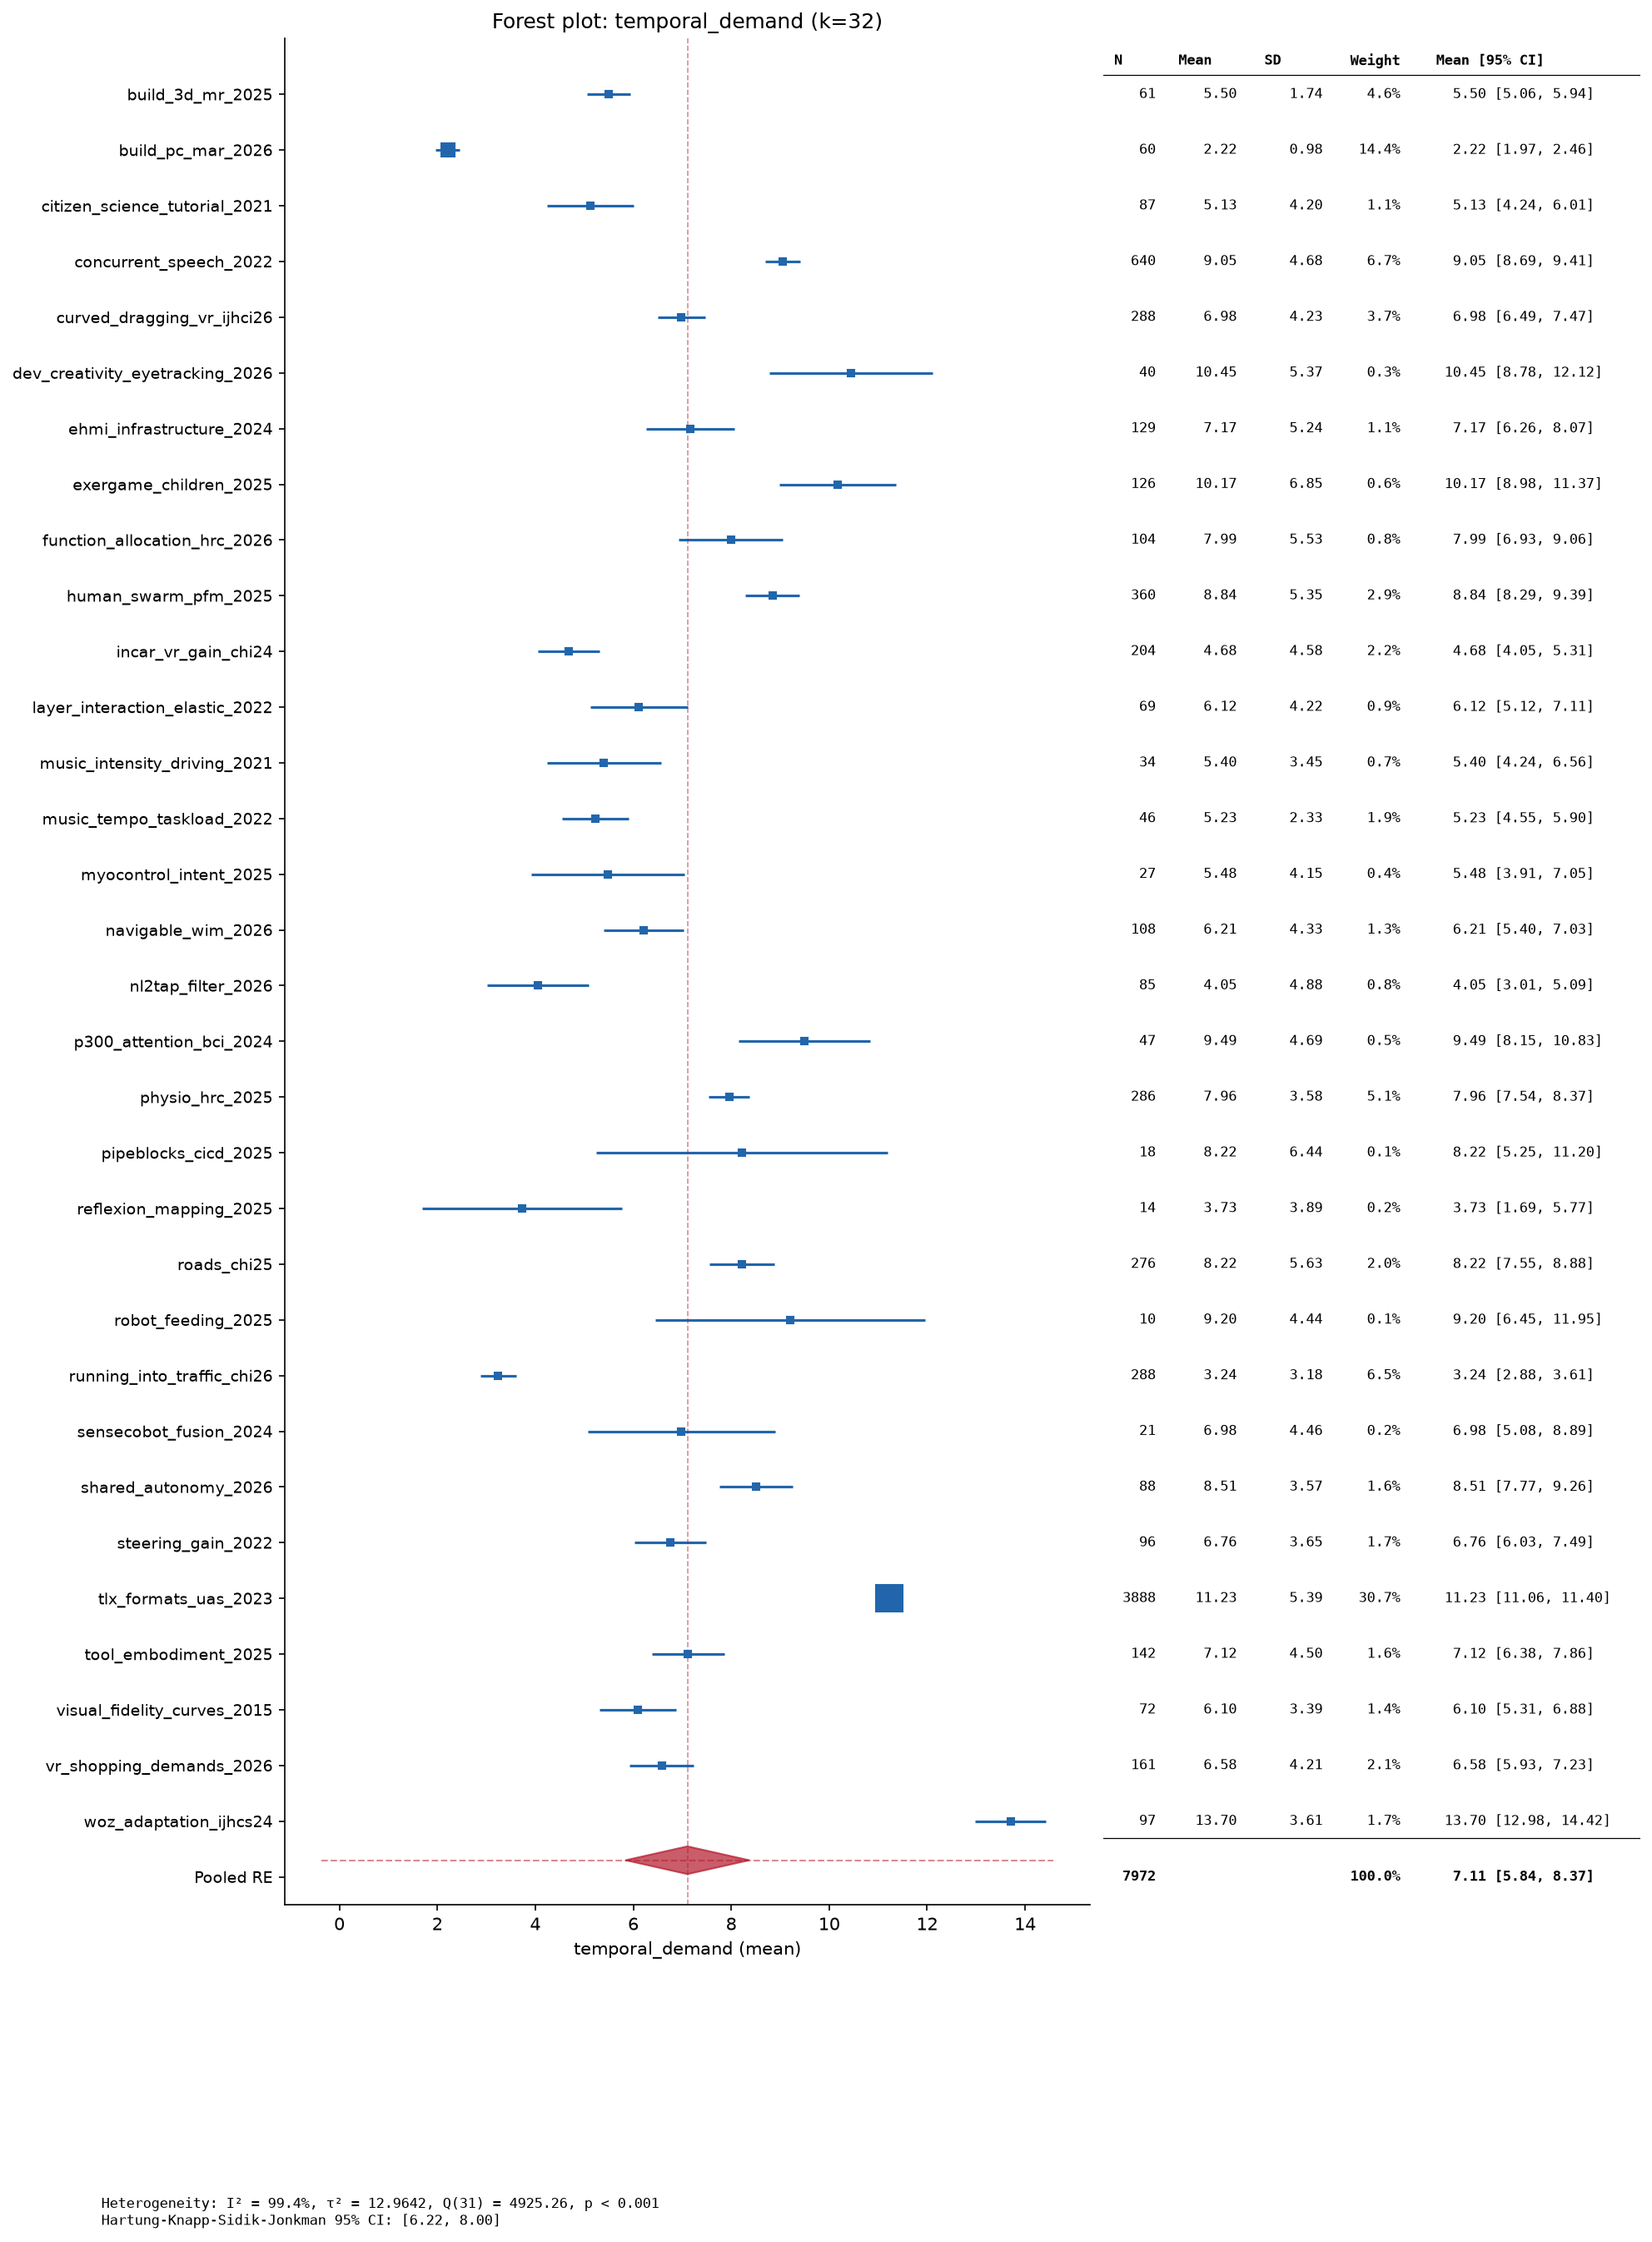 Forest plot: temporal_demand (k=32)
N Mean SD Weight Mean [95% CI]
build_3d_mr_2025 61 5.50 1.74 4.6% 5.50 [5.06, 5.94]
build_pc_mar_2026 60 2.22 0.98 14.4% 2.22 [1.97, 2.46]
citizen_science_tutorial_2021 87 5.13 4.20 1.1% 5.13 [4.24, 6.01]
concurrent_speech_2022 640 9.05 4.68 6.7% 9.05 [8.69, 9.41]
curved_dragging_vr_ijhci26 288 6.98 4.23 3.7% 6.98 [6.49, 7.47]
dev_creativity_eyetracking_2026 40 10.45 5.37 0.3% 10.45 [8.78, 12.12]
ehmi_infrastructure_2024 129 7.17 5.24 1.1% 7.17 [6.26, 8.07]
exergame_children_2025 126 10.17 6.85 0.6% 10.17 [8.98, 11.37]
function_allocation_hrc_2026 104 7.99 5.53 0.8% 7.99 [6.93, 9.06]
human_swarm_pfm_2025 360 8.84 5.35 2.9% 8.84 [8.29, 9.39]
incar_vr_gain_chi24 204 4.68 4.58 2.2% 4.68 [4.05, 5.31]
layer_interaction_elastic_2022 69 6.12 4.22 0.9% 6.12 [5.12, 7.11]
music_intensity_driving_2021 34 5.40 3.45 0.7% 5.40 [4.24, 6.56]
music_tempo_taskload_2022 46 5.23 2.33 1.9% 5.23 [4.55, 5.90]
myocontrol_intent_2025 27 5.48 4.15 0.4% 5.48 [3.91, 7.05]
navigable_wim_2026 108 6.21 4.33 1.3% 6.21 [5.40, 7.03]
nl2tap_filter_2026 85 4.05 4.88 0.8% 4.05 [3.01, 5.09]
p300_attention_bci_2024 47 9.49 4.69 0.5% 9.49 [8.15, 10.83]
physio_hrc_2025 286 7.96 3.58 5.1% 7.96 [7.54, 8.37]
pipeblocks_cicd_2025 18 8.22 6.44 0.1% 8.22 [5.25, 11.20]
reflexion_mapping_2025 14 3.73 3.89 0.2% 3.73 [1.69, 5.77]
roads_chi25 276 8.22 5.63 2.0% 8.22 [7.55, 8.88]
robot_feeding_2025 10 9.20 4.44 0.1% 9.20 [6.45, 11.95]
running_into_traffic_chi26 288 3.24 3.18 6.5% 3.24 [2.88, 3.61]
sensecobot_fusion_2024 21 6.98 4.46 0.2% 6.98 [5.08, 8.89]
shared_autonomy_2026 88 8.51 3.57 1.6% 8.51 [7.77, 9.26]
steering_gain_2022 96 6.76 3.65 1.7% 6.76 [6.03, 7.49]
tlx_formats_uas_2023 3888 11.23 5.39 30.7% 11.23 [11.06, 11.40]
tool_embodiment_2025 142 7.12 4.50 1.6% 7.12 [6.38, 7.86]
visual_fidelity_curves_2015 72 6.10 3.39 1.4% 6.10 [5.31, 6.88]
vr_shopping_demands_2026 161 6.58 4.21 2.1% 6.58 [5.93, 7.23]
woz_adaptation_ijhcs24 97 13.70 3.61 1.7% 13.70 [12.98, 14.42]
Pooled RE 7972 100.0% 7.11 [5.84, 8.37]
0 2 4 6 8 10 12 14
temporal_demand (mean)
Heterogeneity: I² = 99.4%, τ² = 12.9642, Q(31) = 4925.26, p < 0.001
Hartung-Knapp-Sidik-Jonkman 95% CI: [6.22, 8.00]